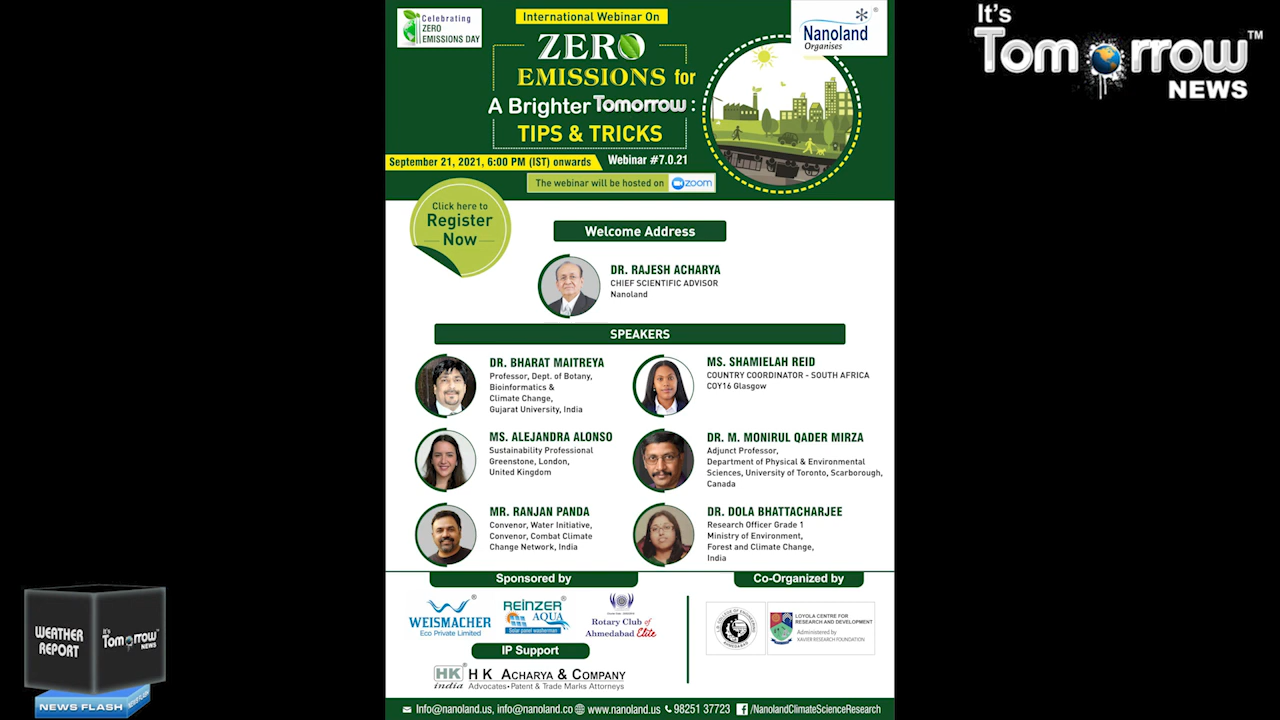 It's
Tomorrow™
NEWS
Celebrating
ZERO
EMISSIONS DAY
International Webinar On
ZERO
EMISSIONS for
A Brighter Tomorrow :
TIPS & TRICKS
Nanoland®
Organises
September 21, 2021, 6:00 PM (IST) onwards
Webinar #7.0.21
The webinar will be hosted on zoom
Click here to
Register
Now
Welcome Address
DR. RAJESH ACHARYA
CHIEF SCIENTIFIC ADVISOR
Nanoland
SPEAKERS
DR. BHARAT MAITREYA
Professor, Dept. of Botany,
Bioinformatics &
Climate Change,
Gujarat University, India
MS. SHAMIELAH REID
COUNTRY COORDINATOR - SOUTH AFRICA
COY16 Glasgow
MS. ALEJANDRA ALONSO
Sustainability Professional
Greenstone, London,
United Kingdom
DR. M. MONIRUL QADER MIRZA
Adjunct Professor,
Department of Physical & Environmental
Sciences, University of Toronto, Scarborough,
Canada
MR. RANJAN PANDA
Convenor, Water Initiative,
Convenor, Combat Climate
Change Network, India
DR. DOLA BHATTACHARJEE
Research Officer Grade 1
Ministry of Environment,
Forest and Climate Change,
India
Sponsored by
WEISMACHER®
Eco Private Limited
REINZER®
AQUA
Solar panel washerman
Rotary Club of
Ahmedabad Elite
Co-Organized by
LOYOLA CENTRE FOR
RESEARCH AND DEVELOPMENT
Administered by
XAVIER RESEARCH FOUNDATION
IP Support
HK®
india
H K ACHARYA & COMPANY
Advocates • Patent & Trade Marks Attorneys
Info@nanoland.us, info@nanoland.co www.nanoland.us 98251 37723 /NanolandClimateScienceResearch
WEATHER
REPORT
Tomorrow
NEWS
NEWS FLASH